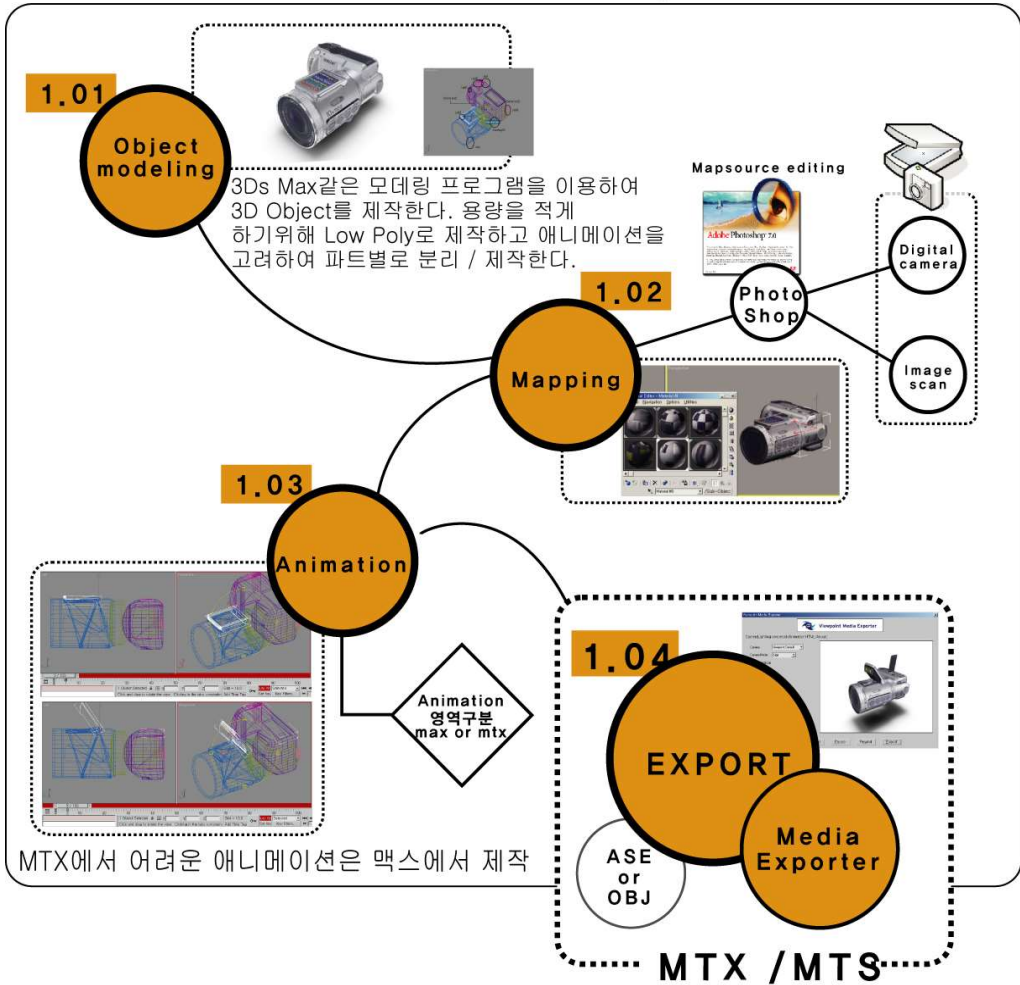 1.01
Object
modeling
3Ds Max같은 모데링 프로그램을 이용하여
3D Object를 제작한다. 용량을 적게
하기위해 Low Poly로 제작하고 애니메이션을
고려하여 파트별로 분리 / 제작한다.
Mapsource editing
Adobe Photoshop 7.0
Photo
Shop
Digital
camera
Image
scan
1.02
Mapping
1.03
Animation
Animation
영역구분
max or mtx
MTX에서 어려운 애니메이션은 맥스에서 제작
1.04
Viewpoint Media Exporter
EXPORT
Media
Exporter
ASE
or
OBJ
MTX /MTS